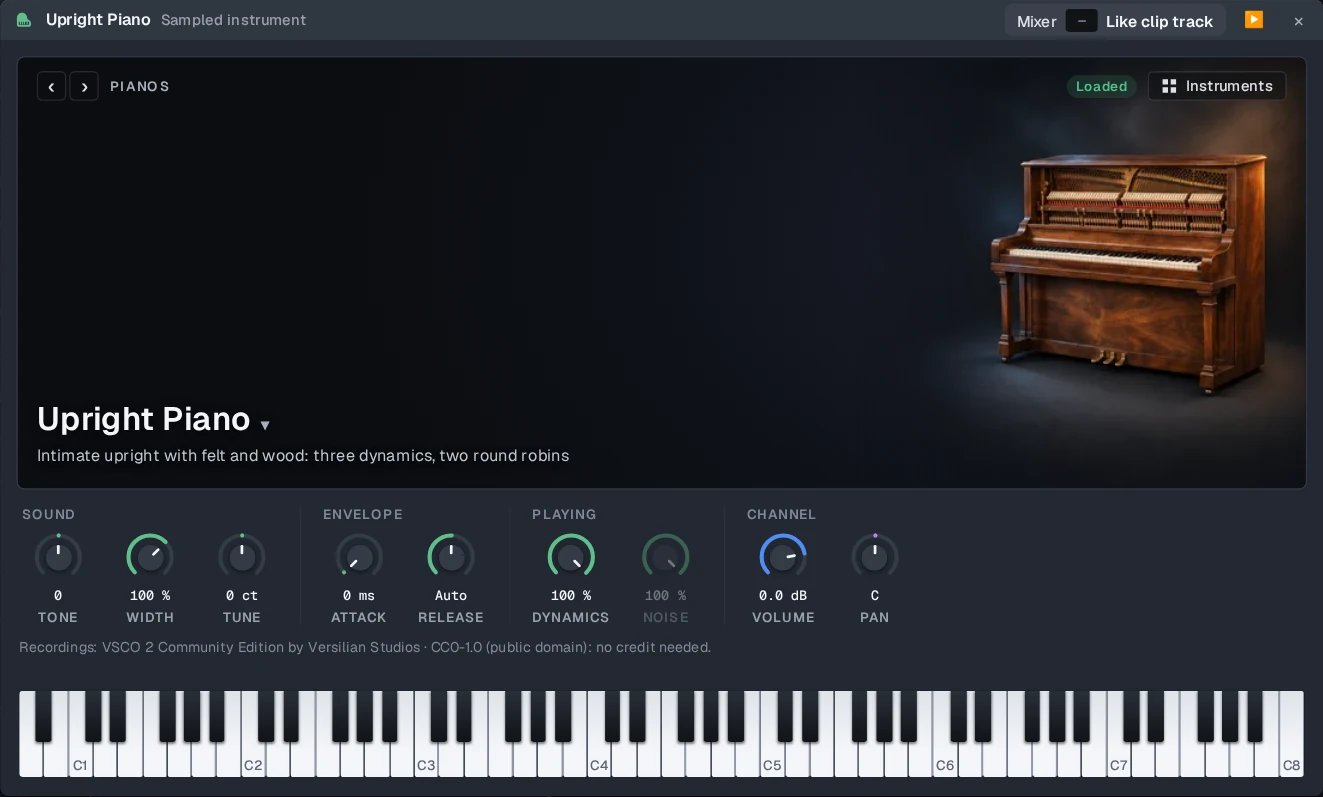 Upright Piano Sampled instrument
Mixer – Like clip track
PIANOS
Loaded
Instruments
Upright Piano
Intimate upright with felt and wood: three dynamics, two round robins
SOUND
ENVELOPE
PLAYING
CHANNEL
0
100 %
0 ct
0 ms
Auto
100 %
100 %
0.0 dB
C
TONE
WIDTH
TUNE
ATTACK
RELEASE
DYNAMICS
NOISE
VOLUME
PAN
Recordings: VSCO 2 Community Edition by Versilian Studios · CC0-1.0 (public domain): no credit needed.
C1
C2
C3
C4
C5
C6
C7
C8